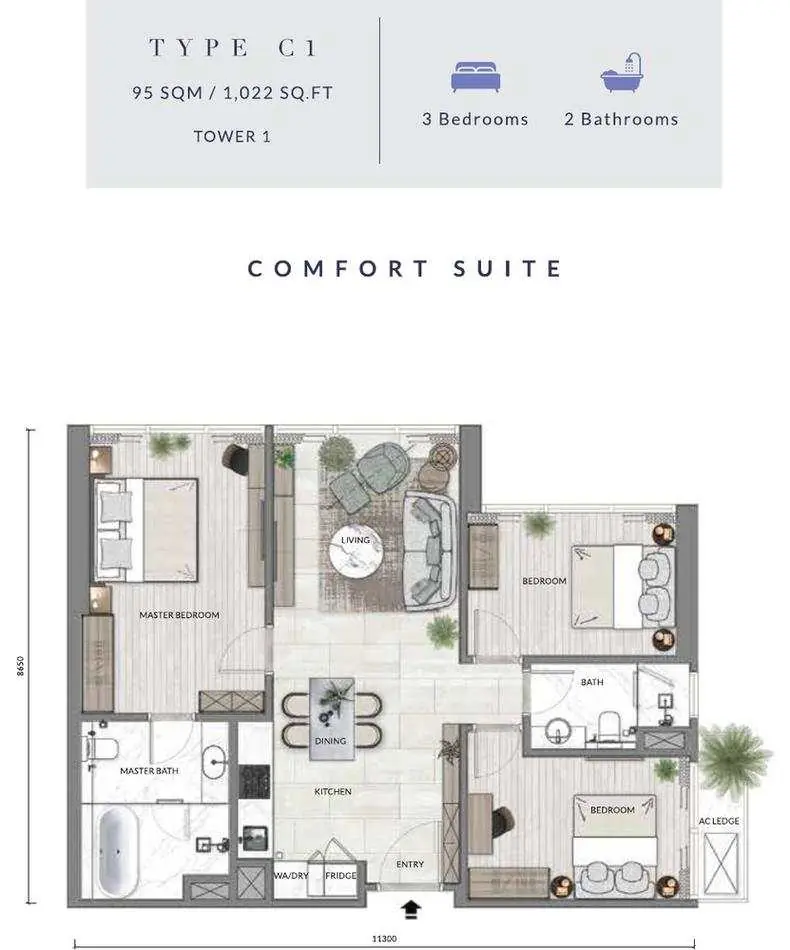 TYPE C1
95 SQM / 1,022 SQ.FT
TOWER 1
3 Bedrooms
2 Bathrooms
COMFORT SUITE
8650
LIVING
BEDROOM
MASTER BEDROOM
BATH
DINING
MASTER BATH
KITCHEN
BEDROOM
AC LEDGE
ENTRY
WA/DRY
FRIDGE
11300